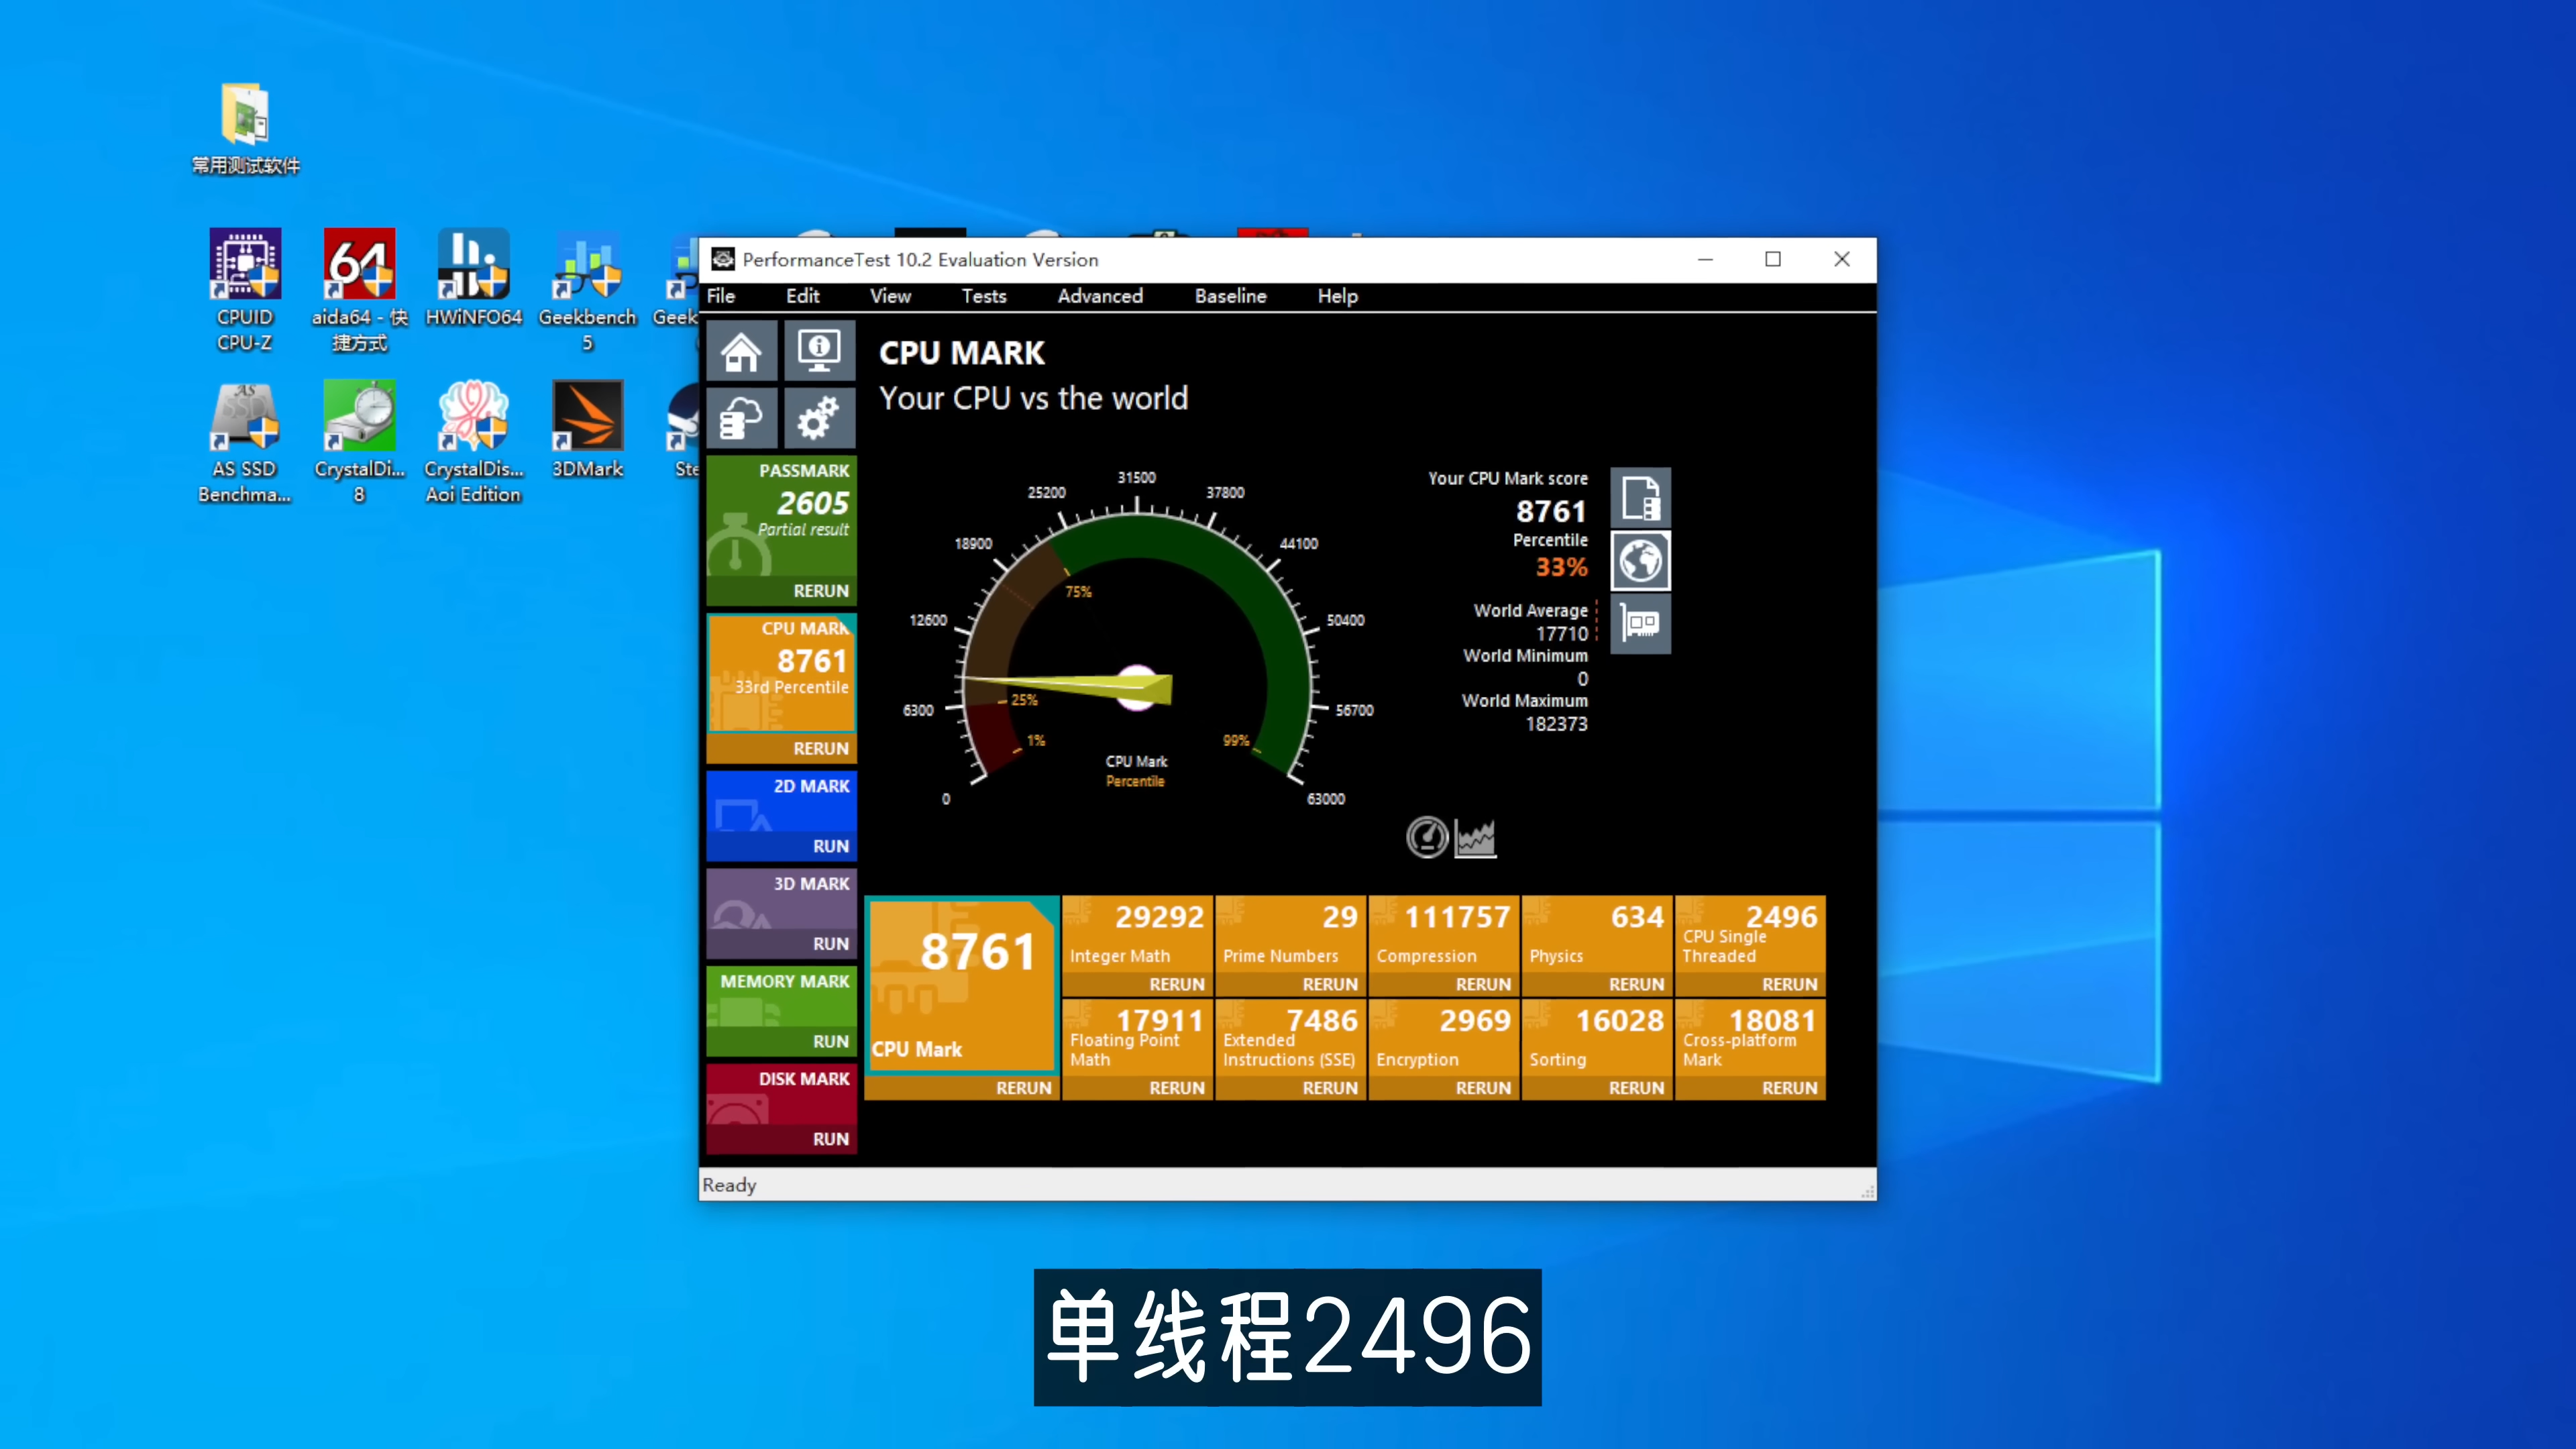 常用测试软件
CPUID
CPU-Z
aida64 - 快
捷方式
HWiNFO64
Geekbench
5
Geek
AS SSD
Benchma...
CrystalDi...
8
CrystalDis...
Aoi Edition
3DMark
Ste
PerformanceTest 10.2 Evaluation Version
File Edit View Tests Advanced Baseline Help
CPU MARK
Your CPU vs the world
PASSMARK
2605
Partial result
RERUN
CPU MARK
8761
33rd Percentile
RERUN
2D MARK
RUN
3D MARK
RUN
MEMORY MARK
RUN
DISK MARK
RUN
0
6300
12600
18900
25200
31500
37800
44100
50400
56700
63000
1%
25%
75%
99%
CPU Mark
Percentile
Your CPU Mark score
8761
Percentile
33%
World Average
17710
World Minimum
0
World Maximum
182373
8761
CPU Mark
RERUN
29292
Integer Math
RERUN
29
Prime Numbers
RERUN
111757
Compression
RERUN
634
Physics
RERUN
2496
CPU Single
Threaded
RERUN
17911
Floating Point
Math
RERUN
7486
Extended
Instructions (SSE)
RERUN
2969
Encryption
RERUN
16028
Sorting
RERUN
18081
Cross-platform
Mark
RERUN
Ready
单线程2496